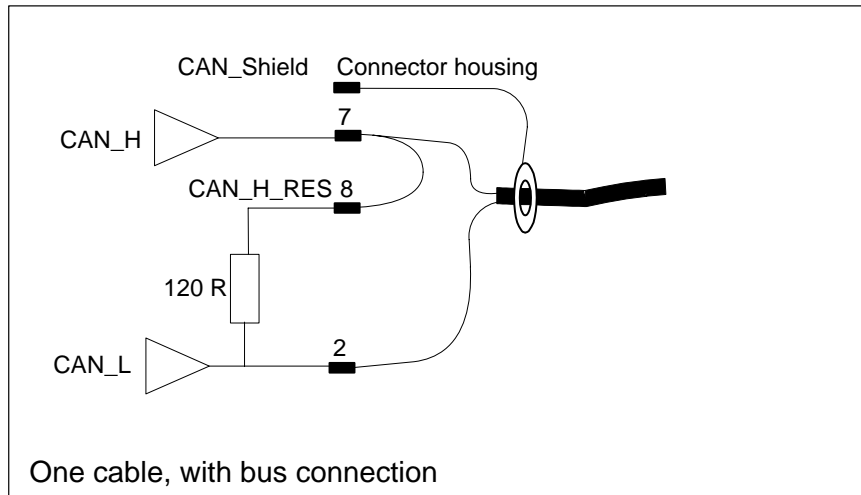 CAN_Shield Connector housing
7
CAN_H
CAN_H_RES 8
120 R
2
CAN_L
One cable, with bus connection